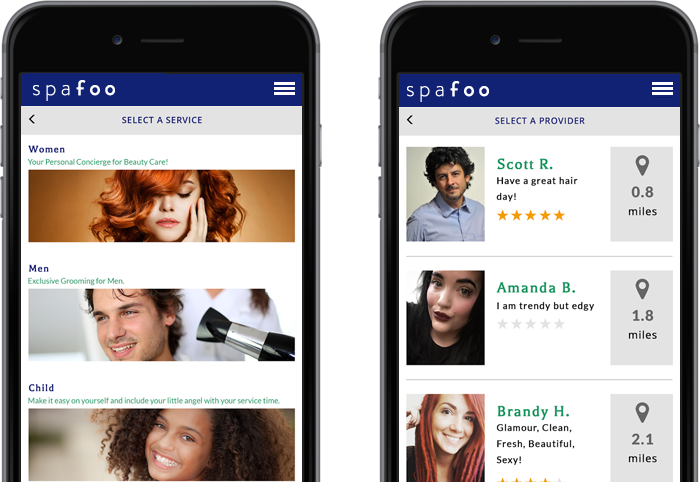 spafoo
SELECT A SERVICE
Women
Your Personal Concierge for Beauty Care!
Men
Exclusive Grooming for Men.
Child
Make it easy on yourself and include your little angel with your service time.
spafoo
SELECT A PROVIDER
Scott R.
Have a great hair
day!
0.8
miles
Amanda B.
I am trendy but edgy
1.8
miles
Brandy H.
Glamour, Clean,
Fresh, Beautiful,
Sexy!
2.1
miles